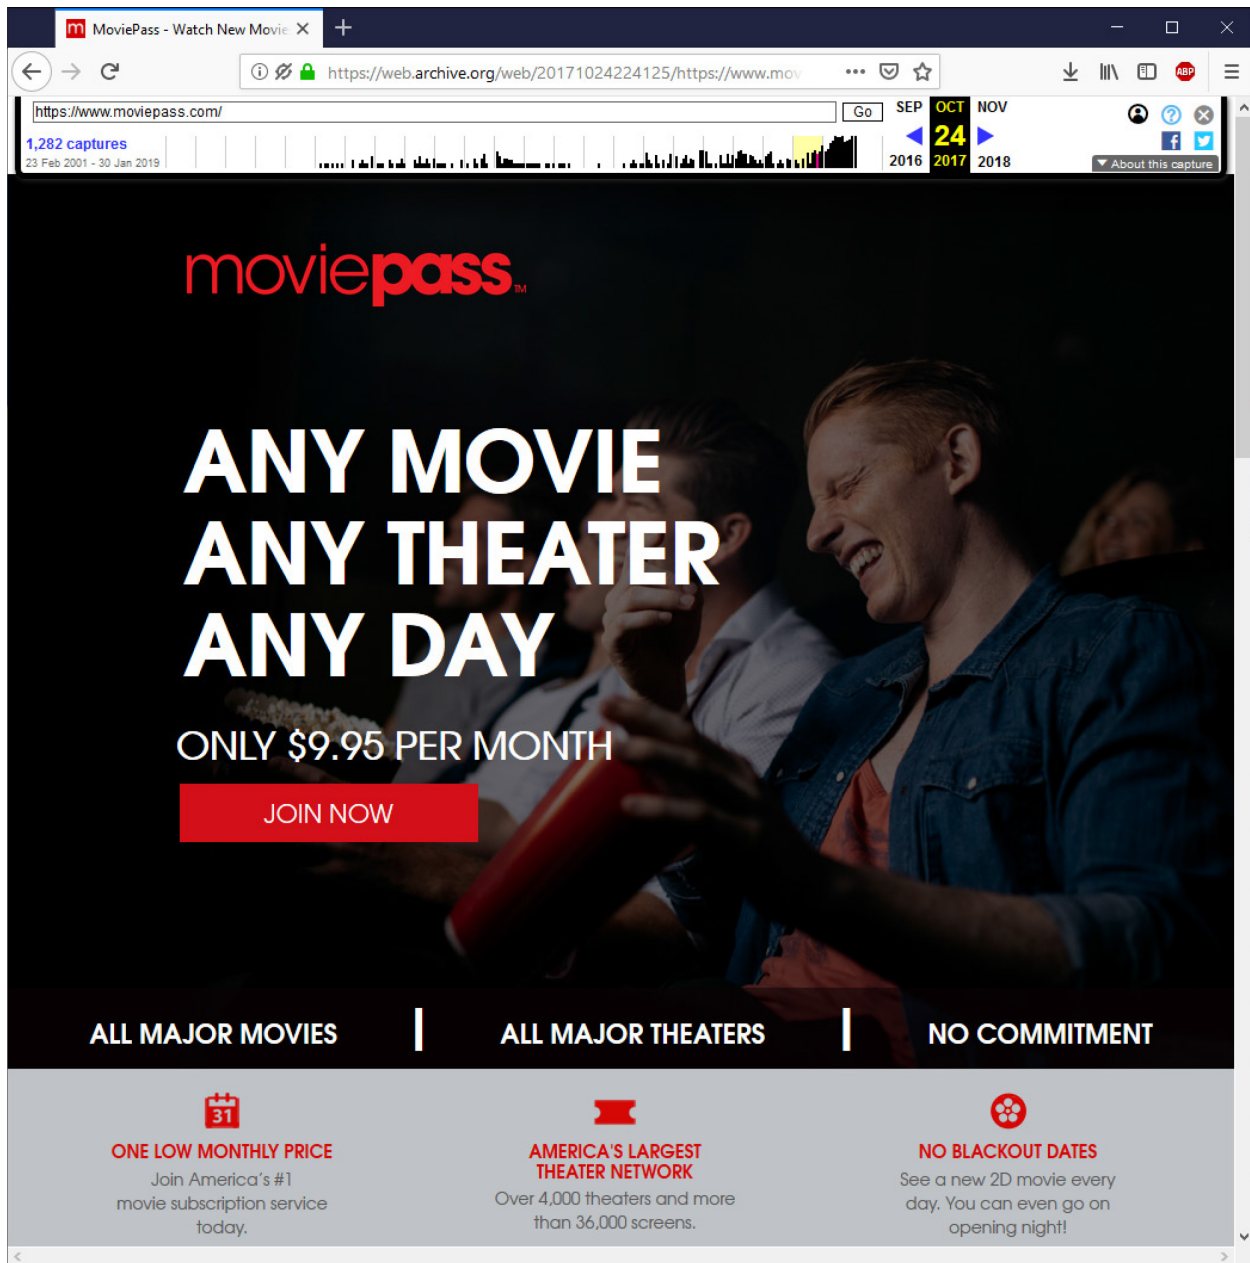 MoviePass - Watch New Movie
https://web.archive.org/web/20171024224125/https://www.mov
ABP
https://www.moviepass.com/
Go
SEP OCT NOV
1,282 captures
24
23 Feb 2001 - 30 Jan 2019
2016 2017 2018
About this capture
moviepass™
ANY MOVIE
ANY THEATER
ANY DAY
ONLY $9.95 PER MONTH
JOIN NOW
ALL MAJOR MOVIES
ALL MAJOR THEATERS
NO COMMITMENT
31
ONE LOW MONTHLY PRICE
Join America's #1
movie subscription service
today.
AMERICA'S LARGEST
THEATER NETWORK
Over 4,000 theaters and more
than 36,000 screens.
NO BLACKOUT DATES
See a new 2D movie every
day. You can even go on
opening night!